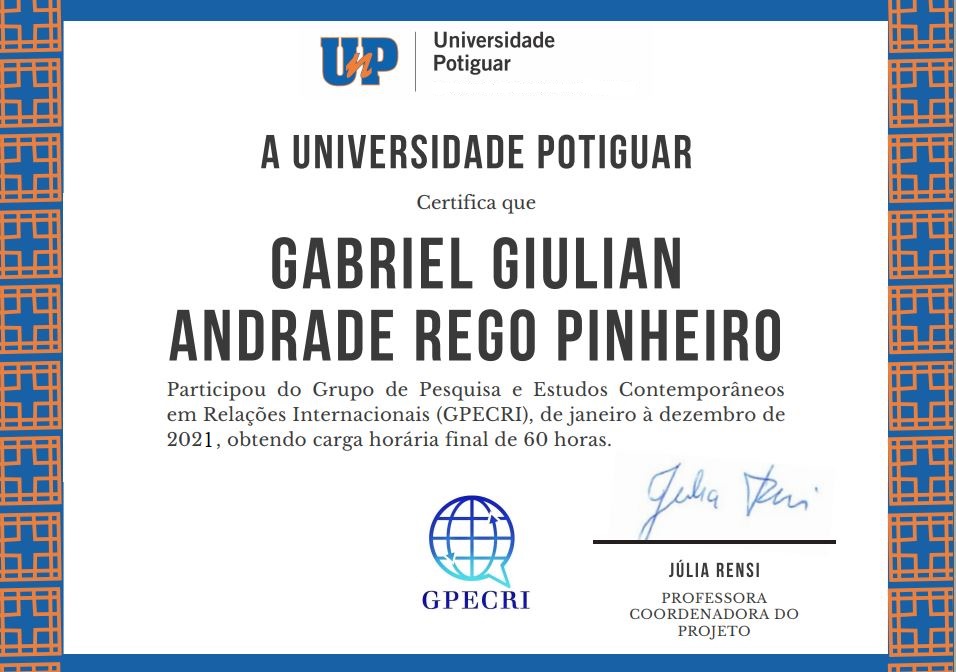 UnP
Universidade
Potiguar
A UNIVERSIDADE POTIGUAR
Certifica que
GABRIEL GIULIAN
ANDRADE REGO PINHEIRO
Participou do Grupo de Pesquisa e Estudos Contemporâneos
em Relações Internacionais (GPECRI), de janeiro à dezembro de
2021, obtendo carga horária final de 60 horas.
Julia Rensi
GPECRI
JÚLIA RENSI
PROFESSORA
COORDENADORA DO
PROJETO